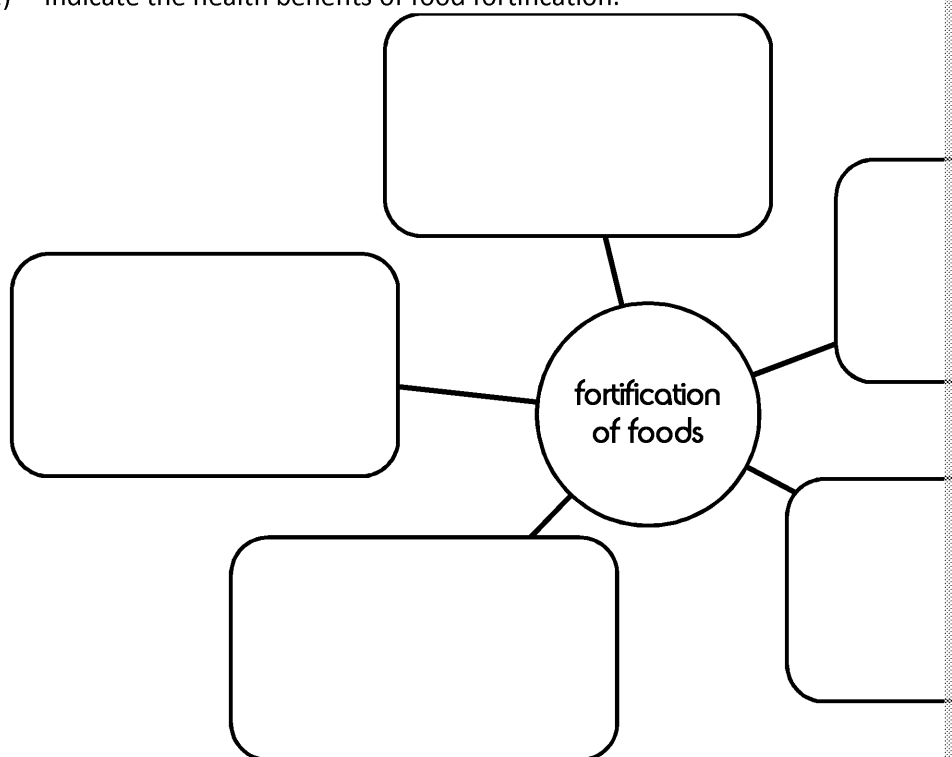 indicate the health benefits of food fortification.
fortification
of foods